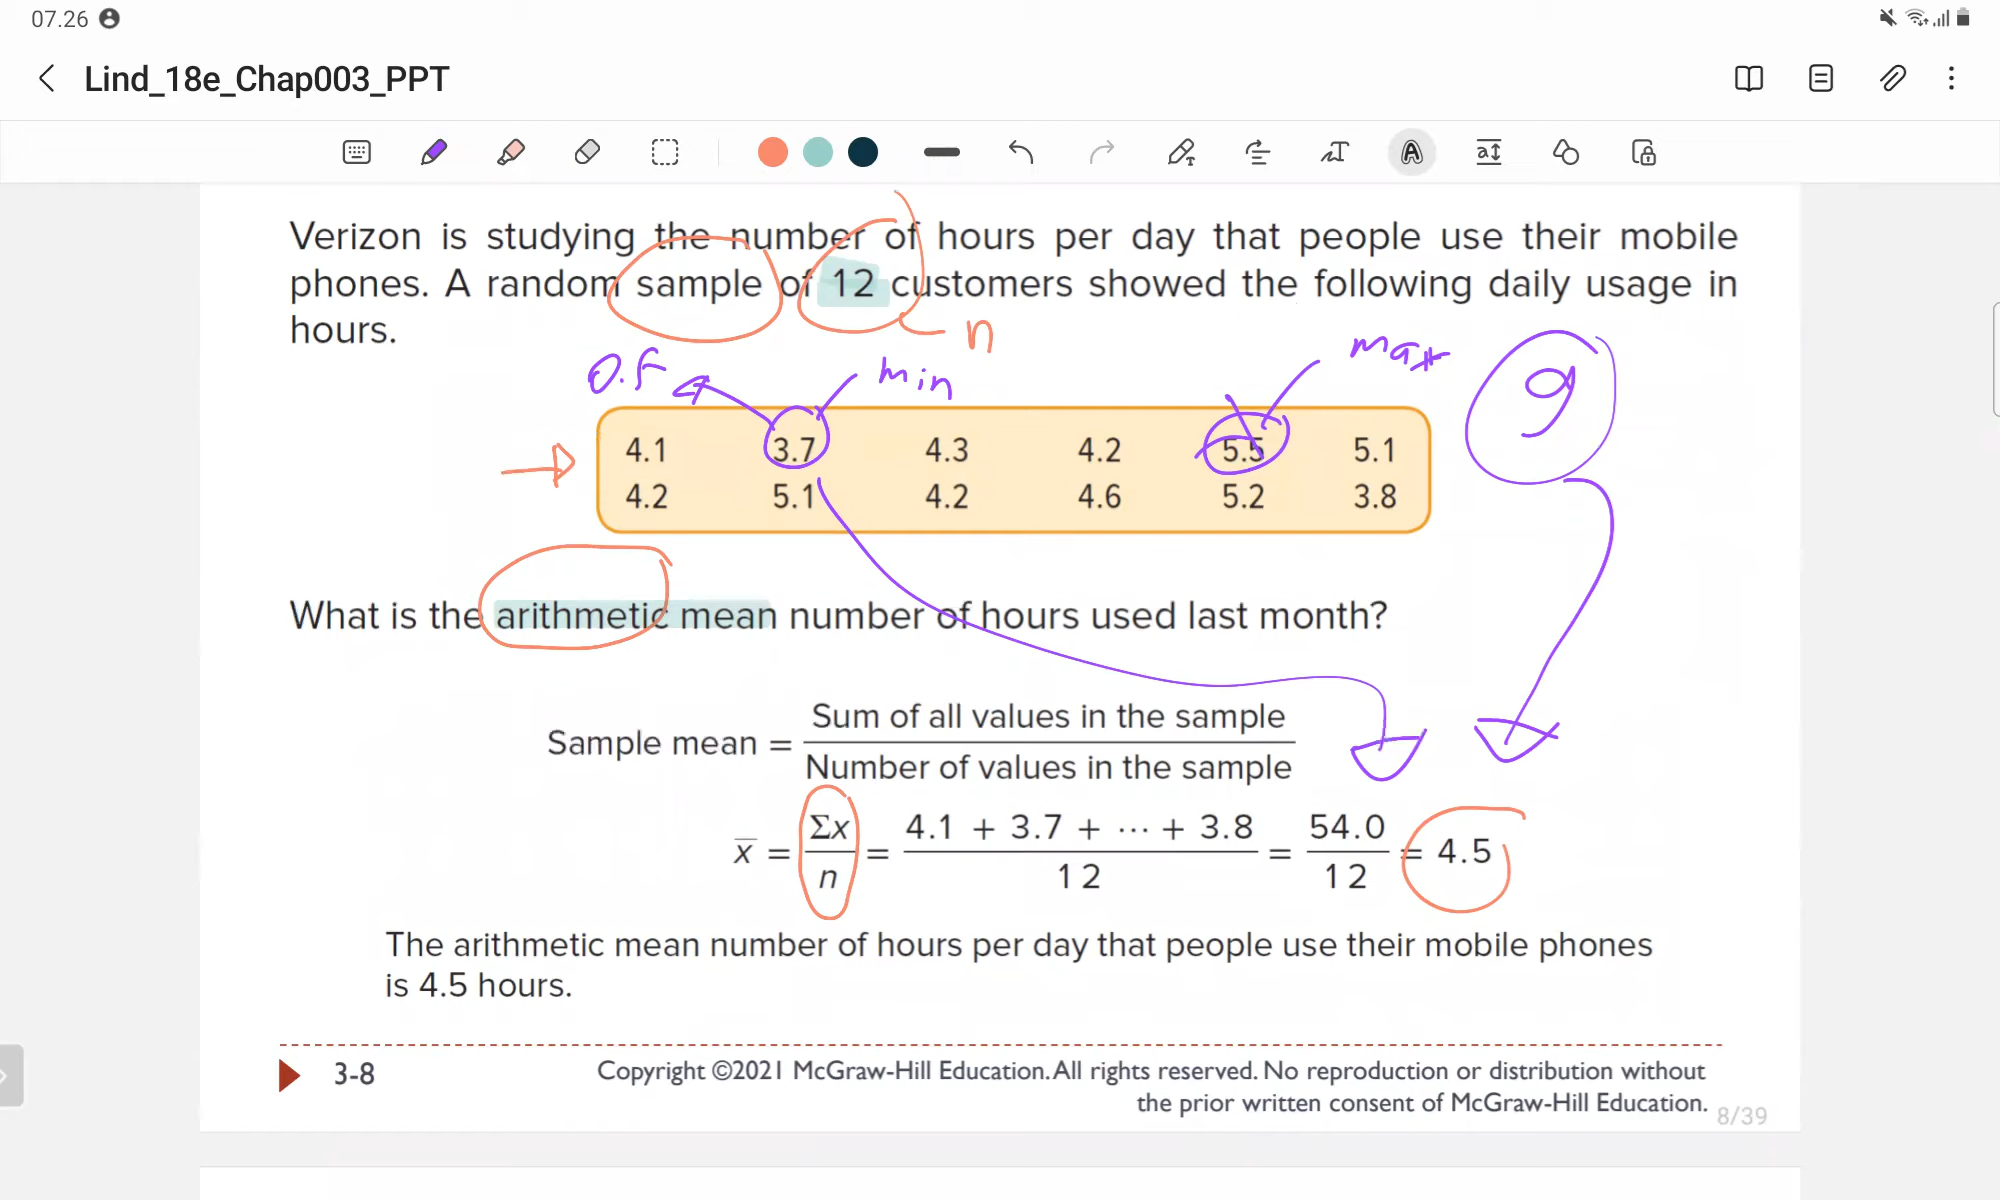 07.26
Lind_18e_Chap003_PPT
Verizon is studying the number of hours per day that people use their mobile
phones. A random sample of 12 customers showed the following daily usage in
hours.
n
min
max
9
4.1 3.7 4.3 4.2 5.5 5.1
4.2 5.1 4.2 4.6 5.2 3.8
What is the arithmetic mean number of hours used last month?
Sample mean = Sum of all values in the sample
Number of values in the sample
x̄ = Σx / n = 4.1 + 3.7 + ··· + 3.8 / 12 = 54.0 / 12 = 4.5
The arithmetic mean number of hours per day that people use their mobile phones
is 4.5 hours.
3-8
Copyright ©2021 McGraw-Hill Education. All rights reserved. No reproduction or distribution without
the prior written consent of McGraw-Hill Education.
8/39